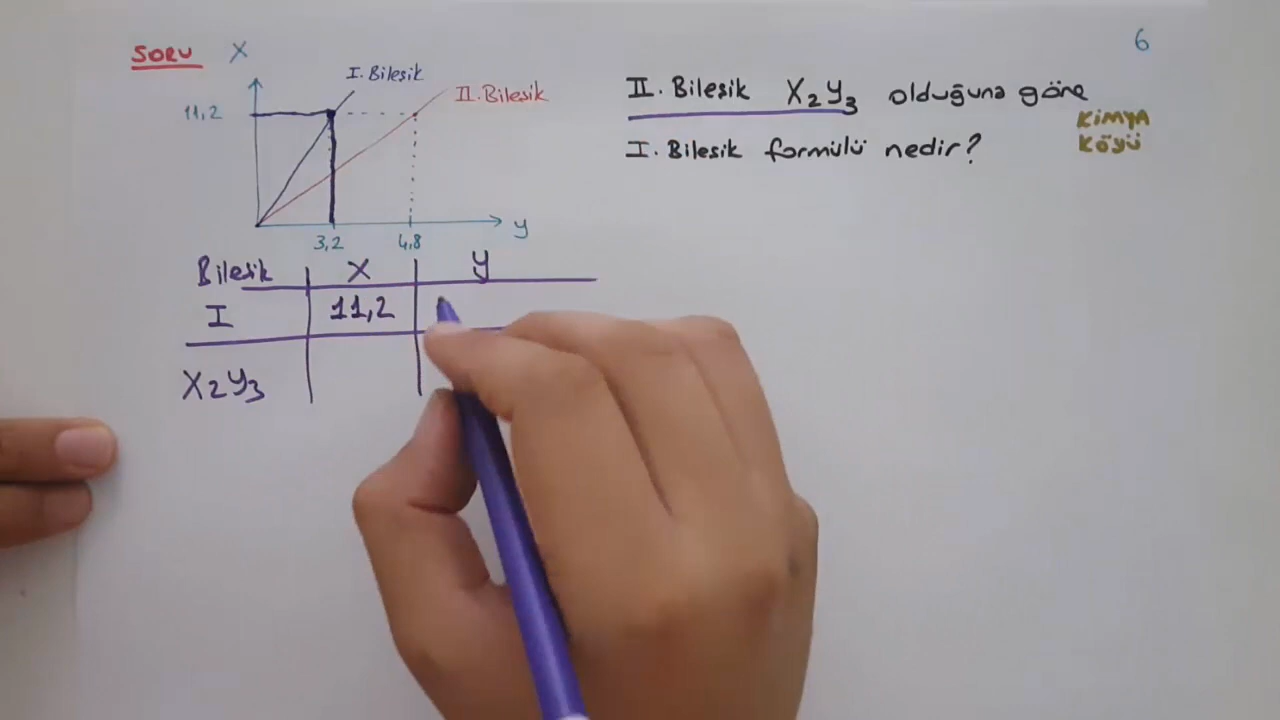 SORU
6
X
I. Bileşik
II. Bileşik
11,2
3,2
4,8
y
II. Bileşik X2Y3 olduğuna göre
I. Bileşik formülü nedir?
KİMYA
KÖYÜ
Bileşik X y
I 11,2
X2Y3